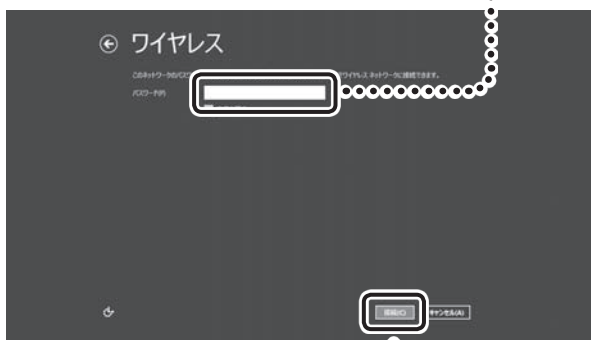 ワイヤレス
このネットワークのパスワ ワイヤレス ネットワークに接続できます。
パスワード(P)
接続(C) キャンセル(A)